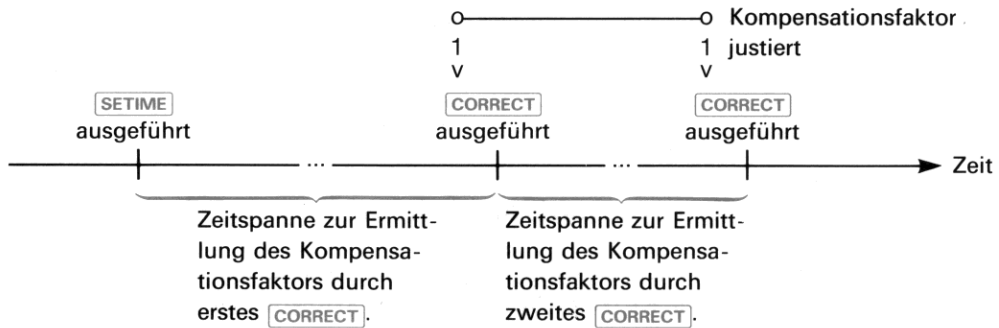 Kompensationsfaktor
1 1 justiert
v v
SETIME CORRECT CORRECT
ausgeführt ausgeführt ausgeführt
... ... Zeit
Zeitspanne zur Ermitt- Zeitspanne zur Ermitt-
lung des Kompensa- lung des Kompensa-
tionsfaktors durch tionsfaktors durch
erstes CORRECT. zweites CORRECT.